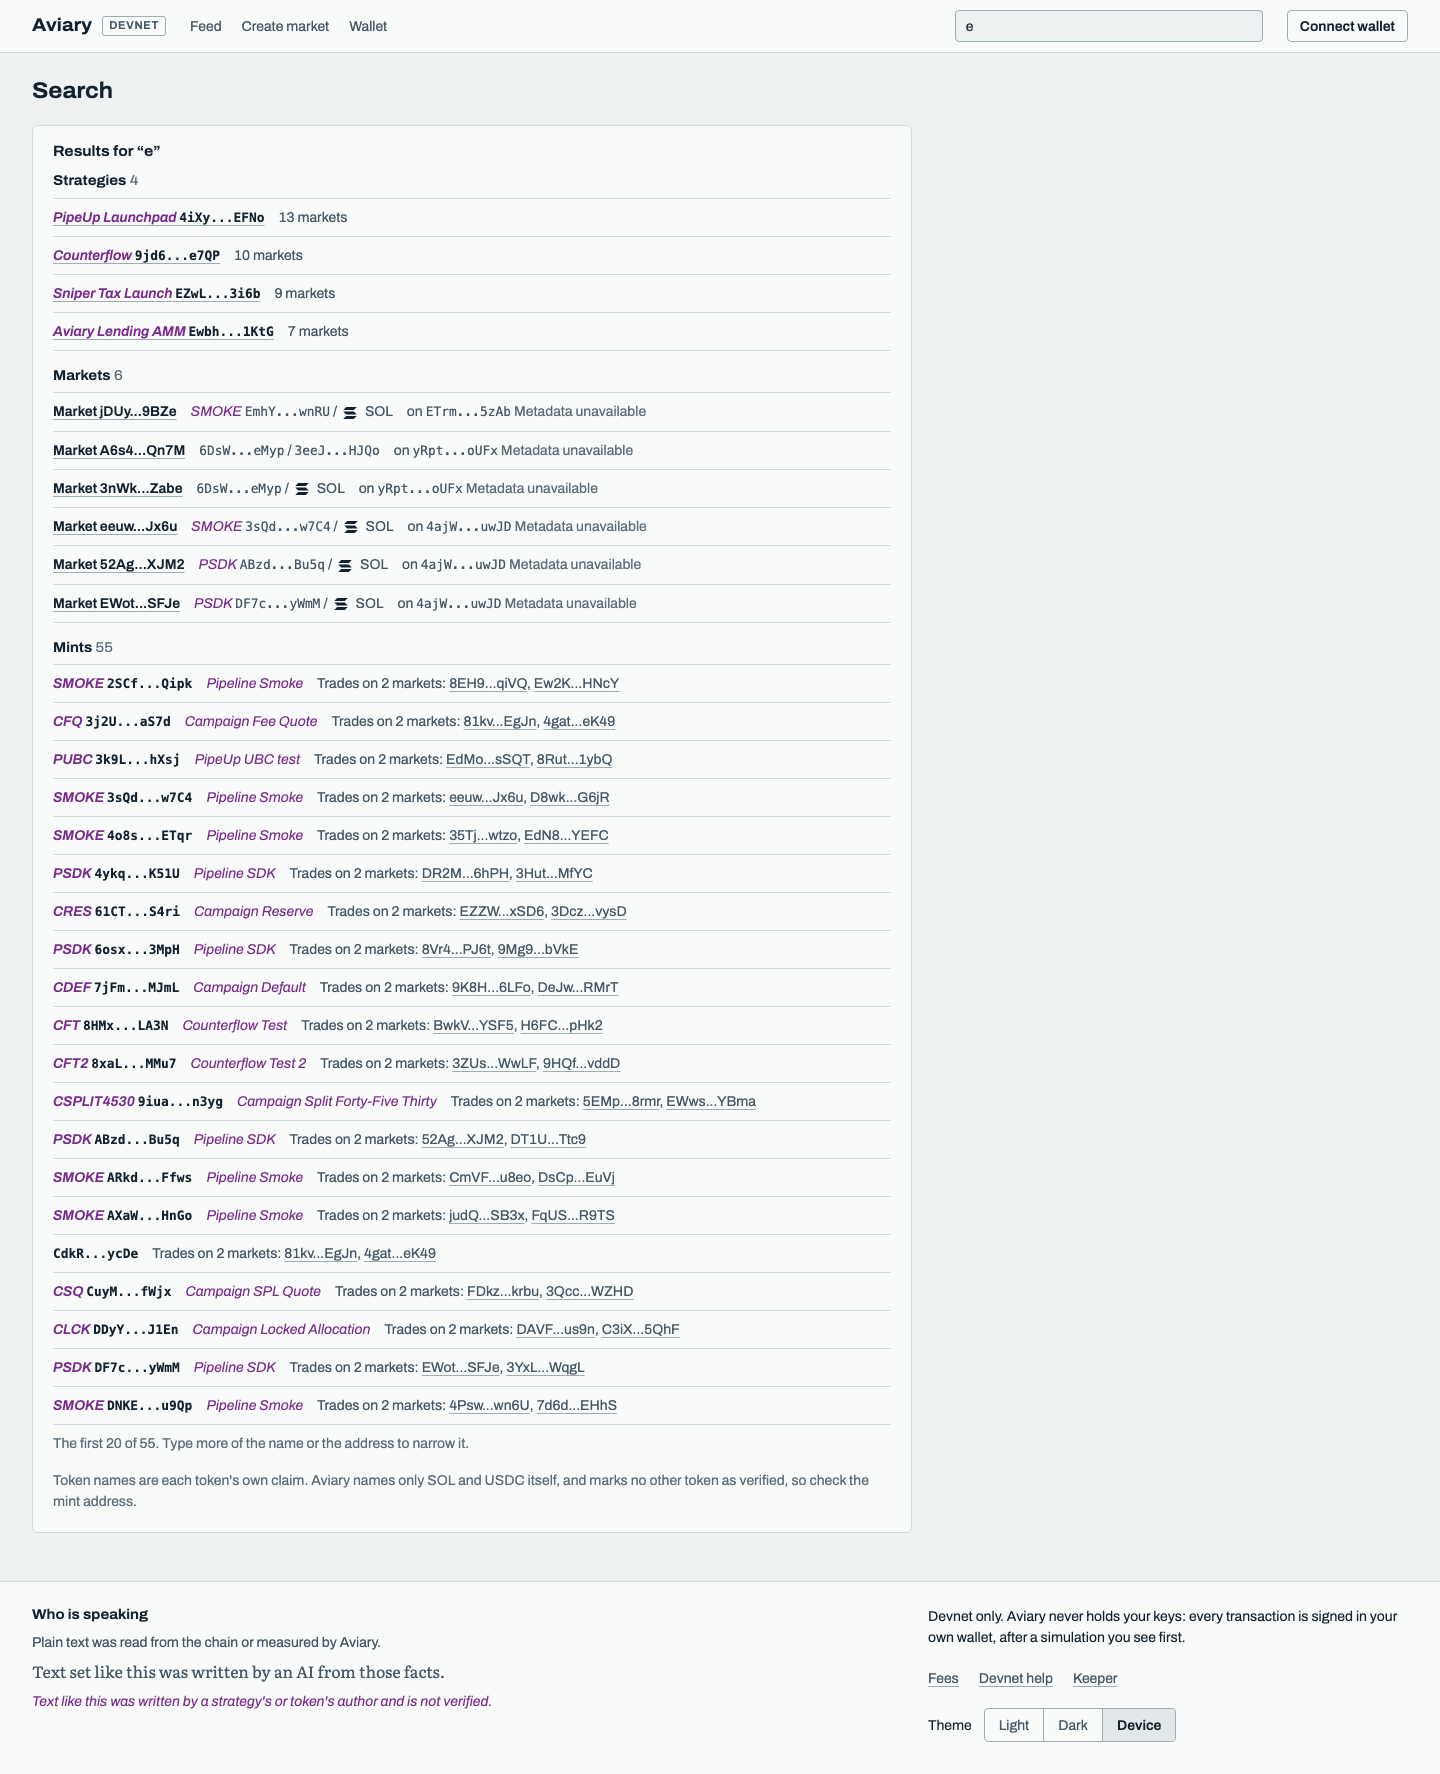 Aviary DEVNET Feed Create market Wallet e Connect wallet
Search
Results for “e”
Strategies 4
PipeUp Launchpad 4iXy...EFNo 13 markets
Counterflow 9jd6...e7QP 10 markets
Sniper Tax Launch EZwL...3i6b 9 markets
Aviary Lending AMM Ewbh...1KtG 7 markets
Markets 6
Market jDUy...9BZe SMOKE EmhY...wnRU / SOL on ETrm...5zAb Metadata unavailable
Market A6s4...Qn7M 6DsW...eMyp / 3eeJ...HJQo on yRpt...oUFx Metadata unavailable
Market 3nWk...Zabe 6DsW...eMyp / SOL on yRpt...oUFx Metadata unavailable
Market eeuw...Jx6u SMOKE 3sQd...w7C4 / SOL on 4ajW...uwJD Metadata unavailable
Market 52Ag...XJM2 PSDK ABzd...Bu5q / SOL on 4ajW...uwJD Metadata unavailable
Market EWot...SFJe PSDK DF7c...yWmM / SOL on 4ajW...uwJD Metadata unavailable
Mints 55
SMOKE 2SCf...Qipk Pipeline Smoke Trades on 2 markets: 8EH9...qiVQ, Ew2K...HNcY
CFQ 3j2U...aS7d Campaign Fee Quote Trades on 2 markets: 81kv...EgJn, 4gat...eK49
PUBC 3k9L...hXsj PipeUp UBC test Trades on 2 markets: EdMo...sSQT, 8Rut...1ybQ
SMOKE 3sQd...w7C4 Pipeline Smoke Trades on 2 markets: eeuw...Jx6u, D8wk...G6jR
SMOKE 4o8s...ETqr Pipeline Smoke Trades on 2 markets: 35Tj...wtzo, EdN8...YEFC
PSDK 4ykq...K51U Pipeline SDK Trades on 2 markets: DR2M...6hPH, 3Hut...MfYC
CRES 61CT...S4ri Campaign Reserve Trades on 2 markets: EZZW...xSD6, 3Dcz...vysD
PSDK 6osx...3MpH Pipeline SDK Trades on 2 markets: 8Vr4...PJ6t, 9Mg9...bVkE
CDEF 7jFm...MJmL Campaign Default Trades on 2 markets: 9K8H...6LFo, DeJw...RMrT
CFT 8HMx...LA3N Counterflow Test Trades on 2 markets: BwkV...YSF5, H6FC...pHk2
CFT2 8xaL...MMu7 Counterflow Test 2 Trades on 2 markets: 3ZUs...WwLF, 9HQf...vddD
CSPLIT4530 9iua...n3yg Campaign Split Forty-Five Thirty Trades on 2 markets: 5EMp...8rmr, EWws...YBma
PSDK ABzd...Bu5q Pipeline SDK Trades on 2 markets: 52Ag...XJM2, DT1U...Ttc9
SMOKE ARkd...Ffws Pipeline Smoke Trades on 2 markets: CmVF...u8eo, DsCp...EuVj
SMOKE AXaW...HnGo Pipeline Smoke Trades on 2 markets: judQ...SB3x, FqUS...R9TS
CdkR...ycDe Trades on 2 markets: 81kv...EgJn, 4gat...eK49
CSQ CuyM...fWjx Campaign SPL Quote Trades on 2 markets: FDkz...krbu, 3Qcc...WZHD
CLCK DDyY...J1En Campaign Locked Allocation Trades on 2 markets: DAVF...us9n, C3iX...5QhF
PSDK DF7c...yWmM Pipeline SDK Trades on 2 markets: EWot...SFJe, 3YxL...WqgL
SMOKE DNKE...u9Qp Pipeline Smoke Trades on 2 markets: 4Psw...wn6U, 7d6d...EHhS
The first 20 of 55. Type more of the name or the address to narrow it.
Token names are each token's own claim. Aviary names only SOL and USDC itself, and marks no other token as verified, so check the
mint address.
Who is speaking
Plain text was read from the chain or measured by Aviary.
Text set like this was written by an AI from those facts.
Text like this was written by a strategy's or token's author and is not verified.
Devnet only. Aviary never holds your keys: every transaction is signed in your
own wallet, after a simulation you see first.
Fees Devnet help Keeper
Theme Light Dark Device